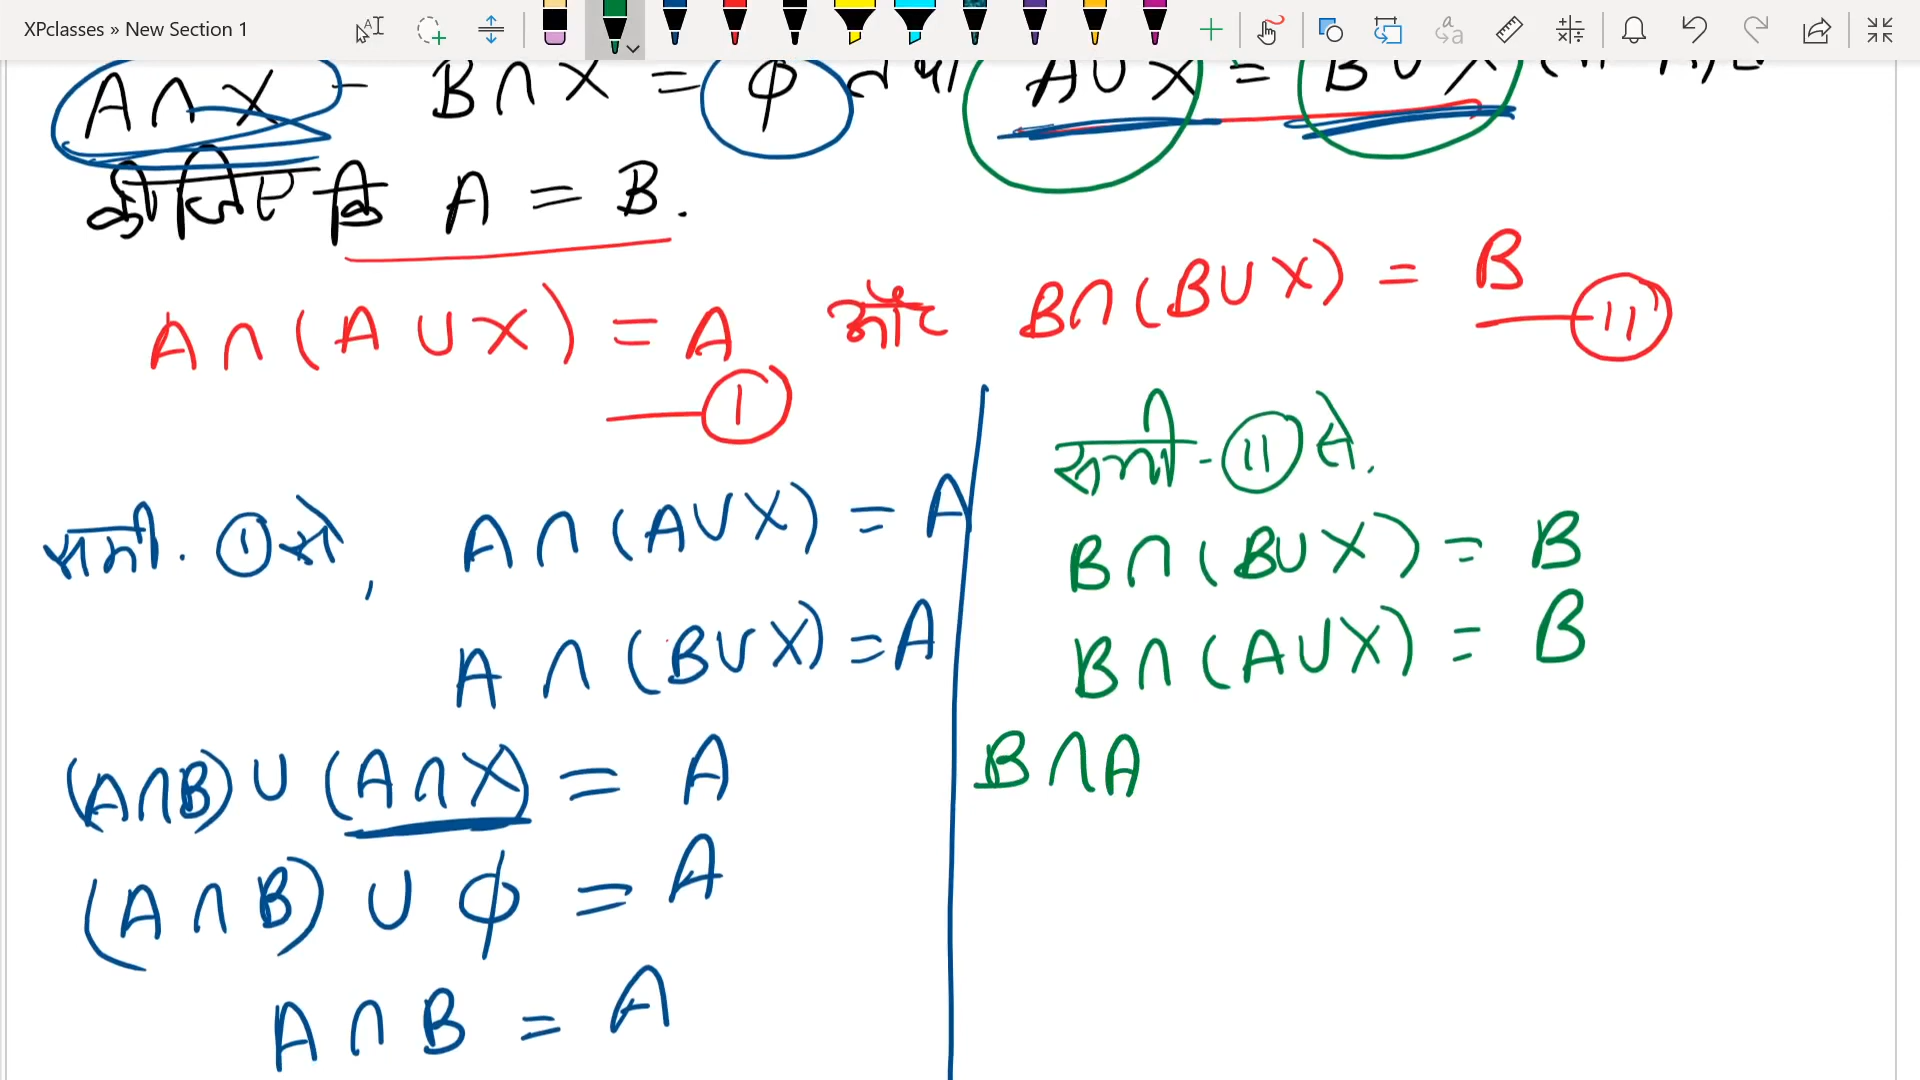 XPclasses » New Section 1
A∩X = B∩X = ϕ तथा A∪X = B∪X
कीजिए कि A = B.
A∩(A∪X) = A और B∩(B∪X) = B —(II)
—(I)
समी. (I) से, A∩(A∪X) = A
A∩(B∪X) = A
(A∩B)∪(A∩X) = A
(A∩B)∪ϕ = A
A∩B = A
समी-(II) से.
B∩(B∪X) = B
B∩(A∪X) = B
B∩A